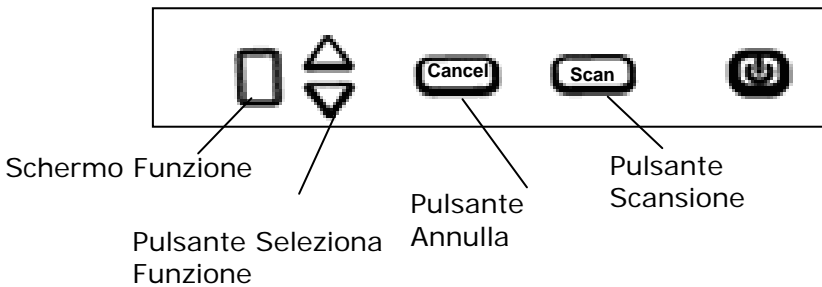 Cancel
Scan
Schermo Funzione
Pulsante Seleziona
Funzione
Pulsante
Annulla
Pulsante
Scansione